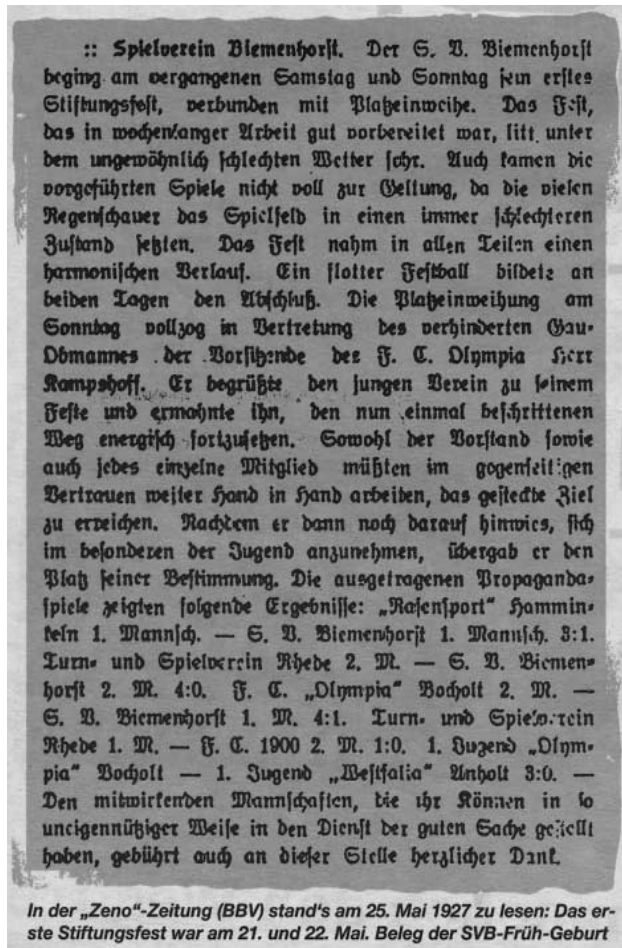 :: Spielverein Biemenhorst. Der S. V. Biemenhorst
beging am vergangenen Samstag und Sonntag sein erstes
Stiftungsfest, verbunden mit Platzeinweihe. Das Fest,
das in wochenlanger Arbeit gut vorbereitet war, litt unter
dem ungewöhnlich schlechten Wetter sehr. Auch kamen die
vorgeführten Spiele nicht voll zur Geltung, da die vielen
Regenschauer das Spielfeld in einen immer schlechteren
Zustand setzten. Das Fest nahm in allen Teilen einen
harmonischen Verlauf. Ein flotter Festball bildete an
beiden Tagen den Abschluß. Die Platzeinweihung am
Sonntag vollzog in Vertretung des verhinderten Gau-
Obmannes der Vorsitzende des F. C. Olympia Herr
Kampshoff. Er begrüßte den jungen Verein zu seinem
Feste und ermahnte ihn, den nun einmal beschrittenen
Weg energisch fortzusetzen. Sowohl der Vorstand sowie
auch jedes einzelne Mitglied müßten im gegenseitigen
Vertrauen weiter Hand in Hand arbeiten, das gesteckte Ziel
zu erreichen. Nachdem er dann noch darauf hinwies, sich
im besonderen der Jugend anzunehmen, übergab er den
Platz seiner Bestimmung. Die ausgetragenen Propaganda-
spiele zeigten folgende Ergebnisse: „Rasensport" Hammin-
keln 1. Mannsch. — S. V. Biemenhorst 1. Mannsch. 3:1.
Turn- und Spielverein Rhede 2. M. — S. V. Biemen-
horst 2. M. 4:0. F. C. „Olympia" Bocholt 2. M. —
S. V. Biemenhorst 1. M. 4:1. Turn- und Spielverein
Rhede 1. M. — F. C. 1900 2. M. 1:0. 1. Jugend „Olym-
pia" Bocholt — 1. Jugend „Westfalia" Anholt 3:0. —
Den mitwirkenden Mannschaften, die ihr Können in so
uneigennütziger Weise in den Dienst der guten Sache gestellt
haben, gebührt auch an dieser Stelle herzlicher Dank.
In der „Zeno"-Zeitung (BBV) stand's am 25. Mai 1927 zu lesen: Das er-
ste Stiftungsfest war am 21. und 22. Mai. Beleg der SVB-Früh-Geburt